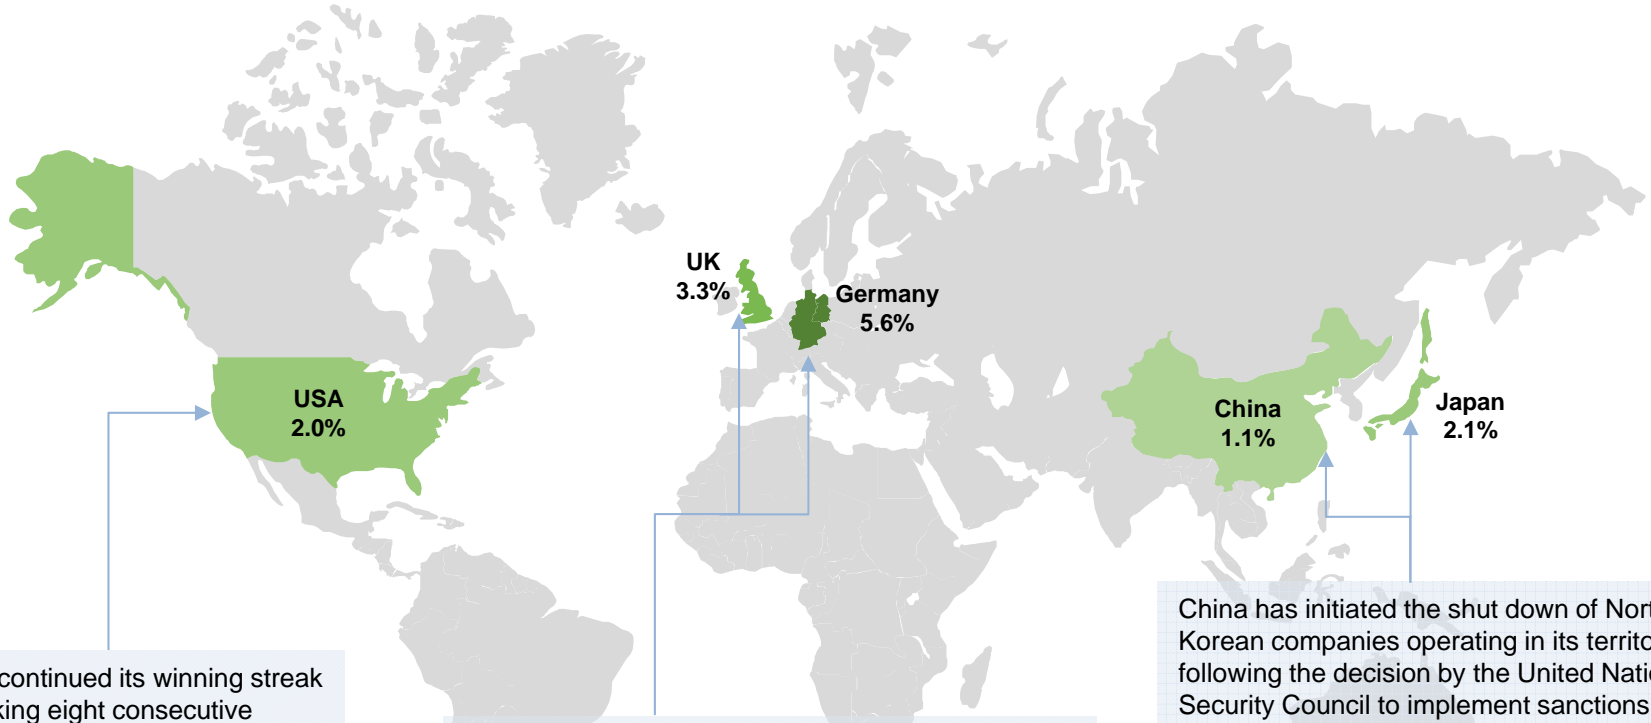 UK
3.3%
Germany
5.6%
USA
2.0%
China
1.1%
Japan
2.1%
continued its winning streak
eight consecutive
China has initiated the shut down of
Korean companies operating in its
following the decision by the United
Security Council to implement sanctions